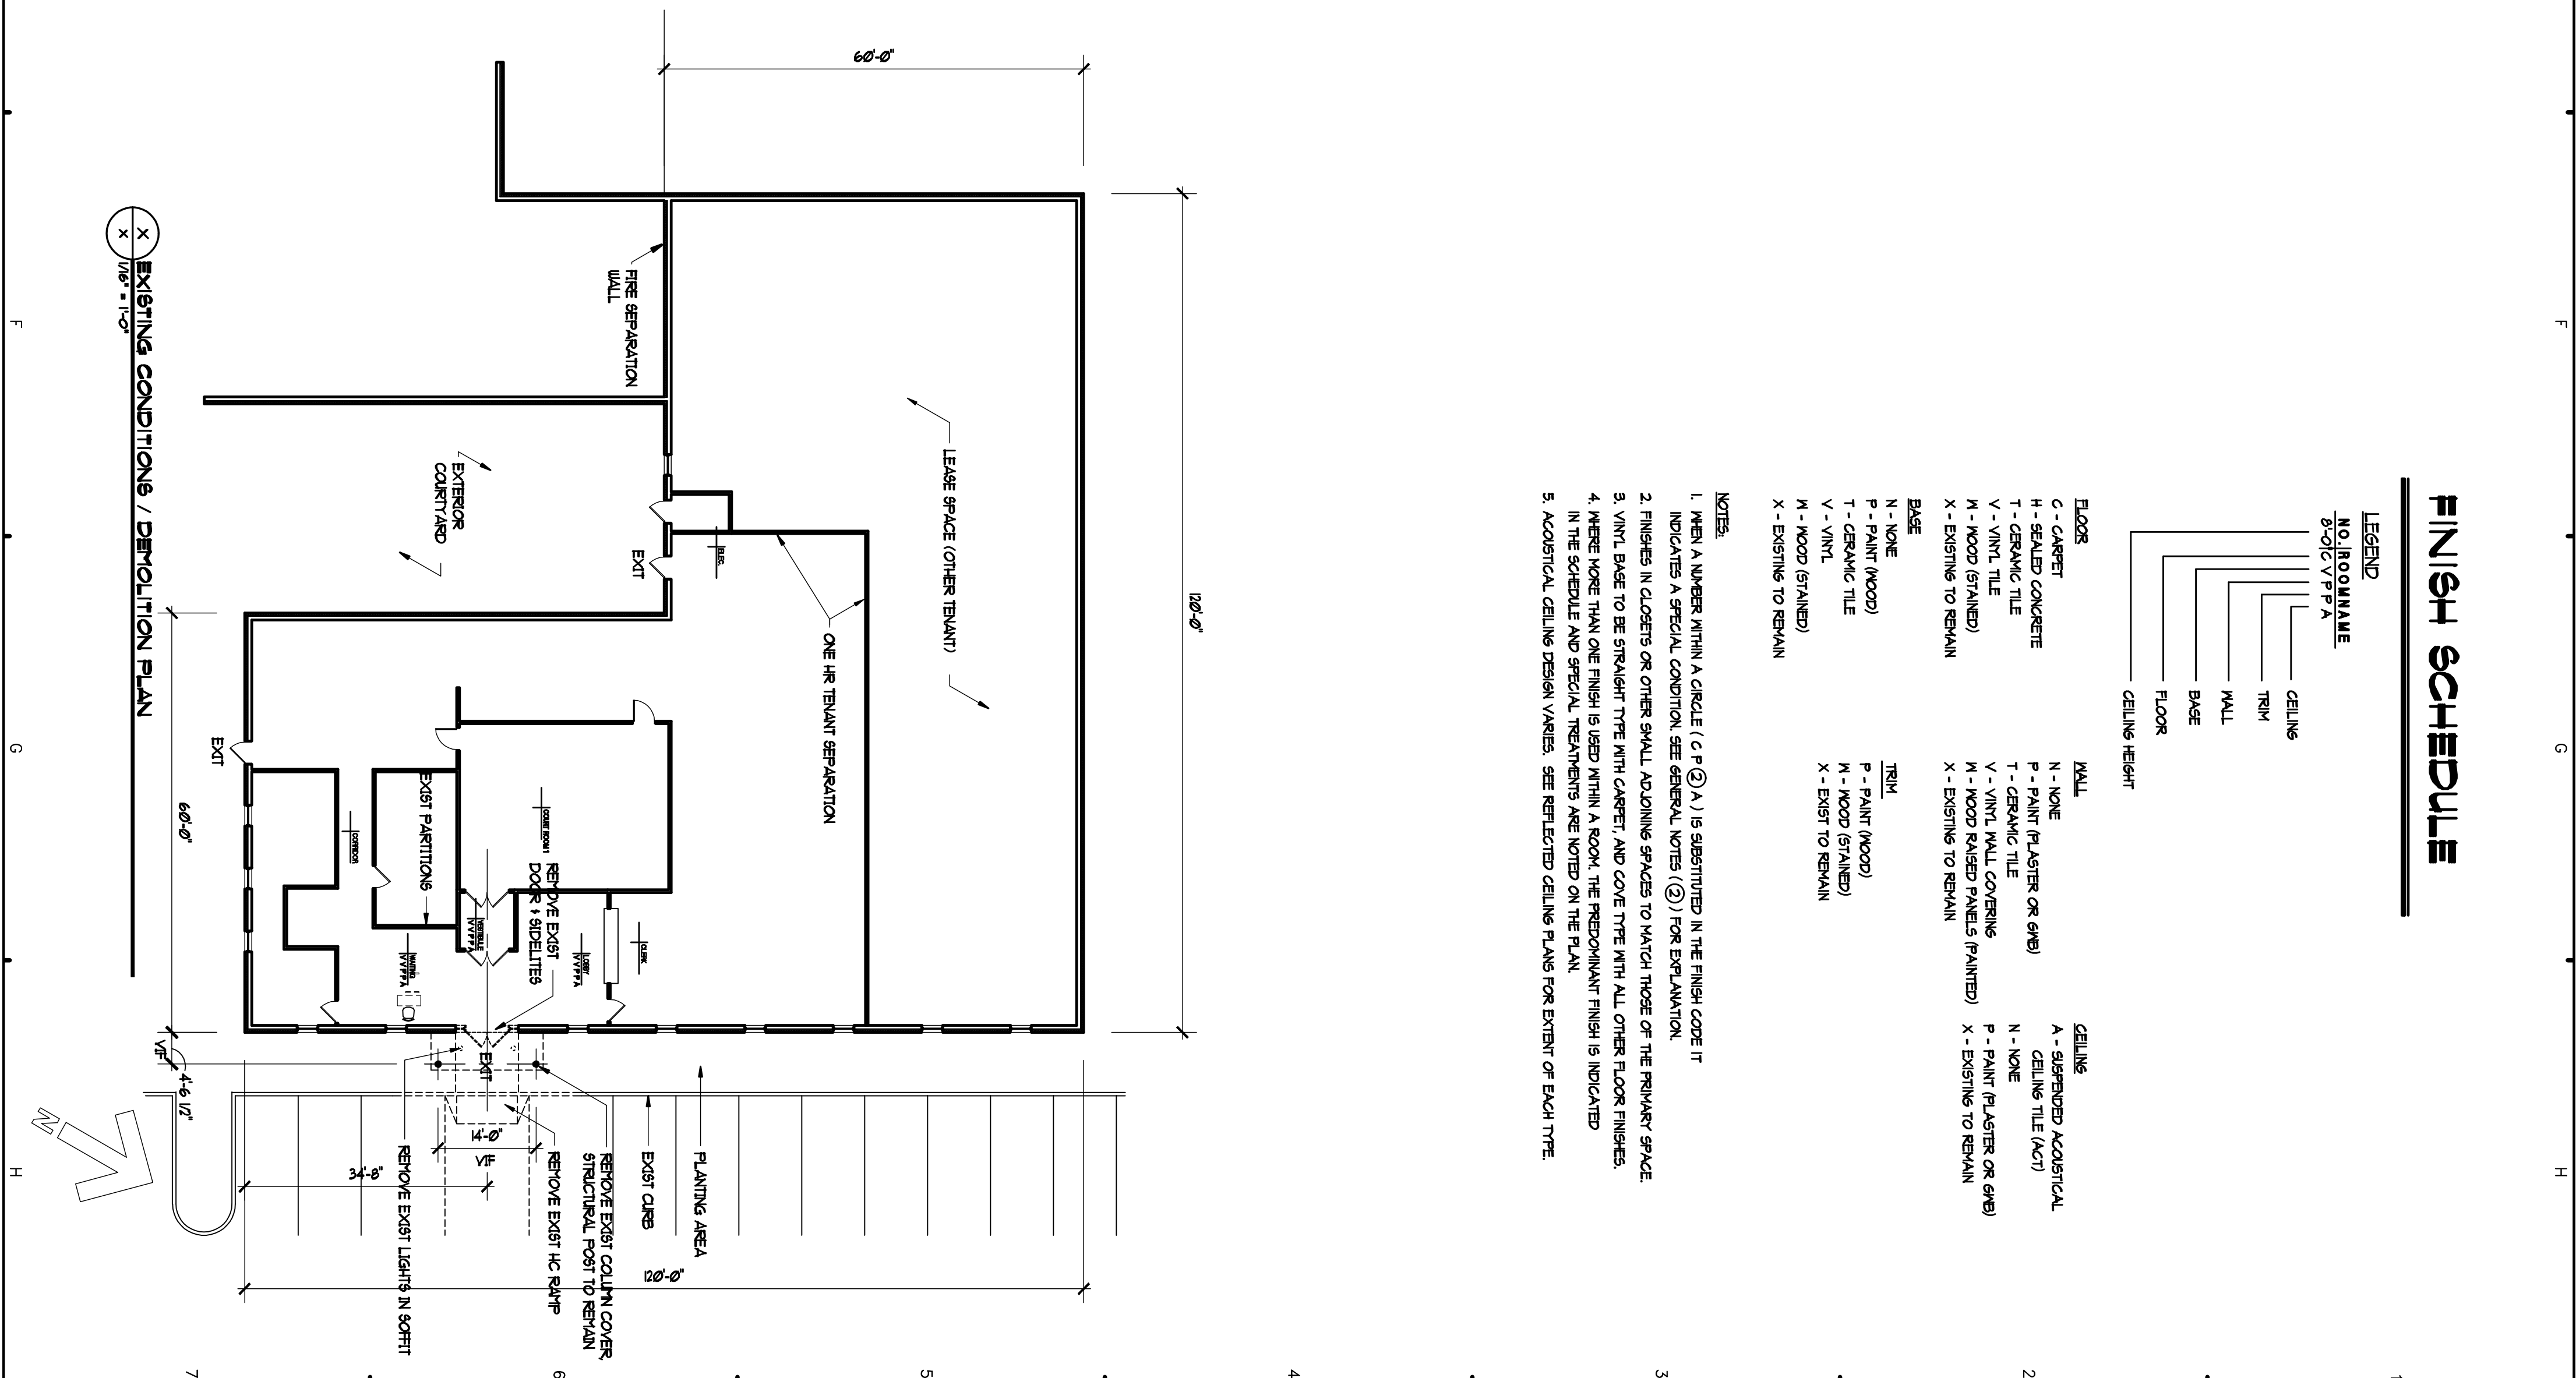 FINISH SCHEDULE
LEGEND
NO. ROOMNAME
8'-0 C V P P A
CEILING
TRIM
WALL
BASE
FLOOR
CEILING HEIGHT
FLOOR
C - CARPET
H - SEALED CONCRETE
T - CERAMIC TILE
V - VINYL TILE
W - WOOD (STAINED)
X - EXISTING TO REMAIN
WALL
N - NONE
P - PAINT (PLASTER OR GWB)
T - CERAMIC TILE
V - VINYL WALL COVERING
W - WOOD RAISED PANELS (PAINTED)
X - EXISTING TO REMAIN
CEILING
A - SUSPENDED ACOUSTICAL
CEILING TILE (ACT)
N - NONE
P - PAINT (PLASTER OR GWB)
X - EXISTING TO REMAIN
BASE
N - NONE
P - PAINT (WOOD)
T - CERAMIC TILE
V - VINYL
W - WOOD (STAINED)
X - EXISTING TO REMAIN
TRIM
P - PAINT (WOOD)
W - WOOD (STAINED)
X - EXIST TO REMAIN
NOTES:
1. WHEN A NUMBER WITHIN A CIRCLE ( C P 2 A ) IS SUBSTITUTED IN THE FINISH CODE IT
INDICATES A SPECIAL CONDITION. SEE GENERAL NOTES ( 2 ) FOR EXPLANATION.
2. FINISHES IN CLOSETS OR OTHER SMALL ADJOINING SPACES TO MATCH THOSE OF THE PRIMARY SPACE.
3. VINYL BASE TO BE STRAIGHT TYPE WITH CARPET, AND COVE TYPE WITH ALL OTHER FLOOR FINISHES.
4. WHERE MORE THAN ONE FINISH IS USED WITHIN A ROOM. THE PREDOMINANT FINISH IS INDICATED
IN THE SCHEDULE AND SPECIAL TREATMENTS ARE NOTED ON THE PLAN.
5. ACOUSTICAL CEILING DESIGN VARIES. SEE REFLECTED CEILING PLANS FOR EXTENT OF EACH TYPE.
120'-0"
60'-0"
LEASE SPACE (OTHER TENANT)
ONE HR TENANT SEPARATION
FIRE SEPARATION
WALL
ELEC.
EXIT
EXTERIOR
COURTYARD
COURT ROOM 1
CLERK
LOBBY
V V P P A
REMOVE EXIST
DOOR & SIDELITES
VESTIBULE
V V P P A
EXIST PARTITIONS
WAITING
V V P P A
CORRIDOR
EXIT
EXIT
60'-0"
VIF
4'-6 1/2"
PLANTING AREA
EXIST CURB
REMOVE EXIST COLUMN COVER,
STRUCTURAL POST TO REMAIN
REMOVE EXIST HC RAMP
14'-0"
VIF
REMOVE EXIST LIGHTS IN SOFFIT
34'-8"
120'-0"
N
X
X
EXISTING CONDITIONS / DEMOLITION PLAN
1/16" = 1'-0"
F
G
H
F
G
H
1
2
3
4
5
6
7